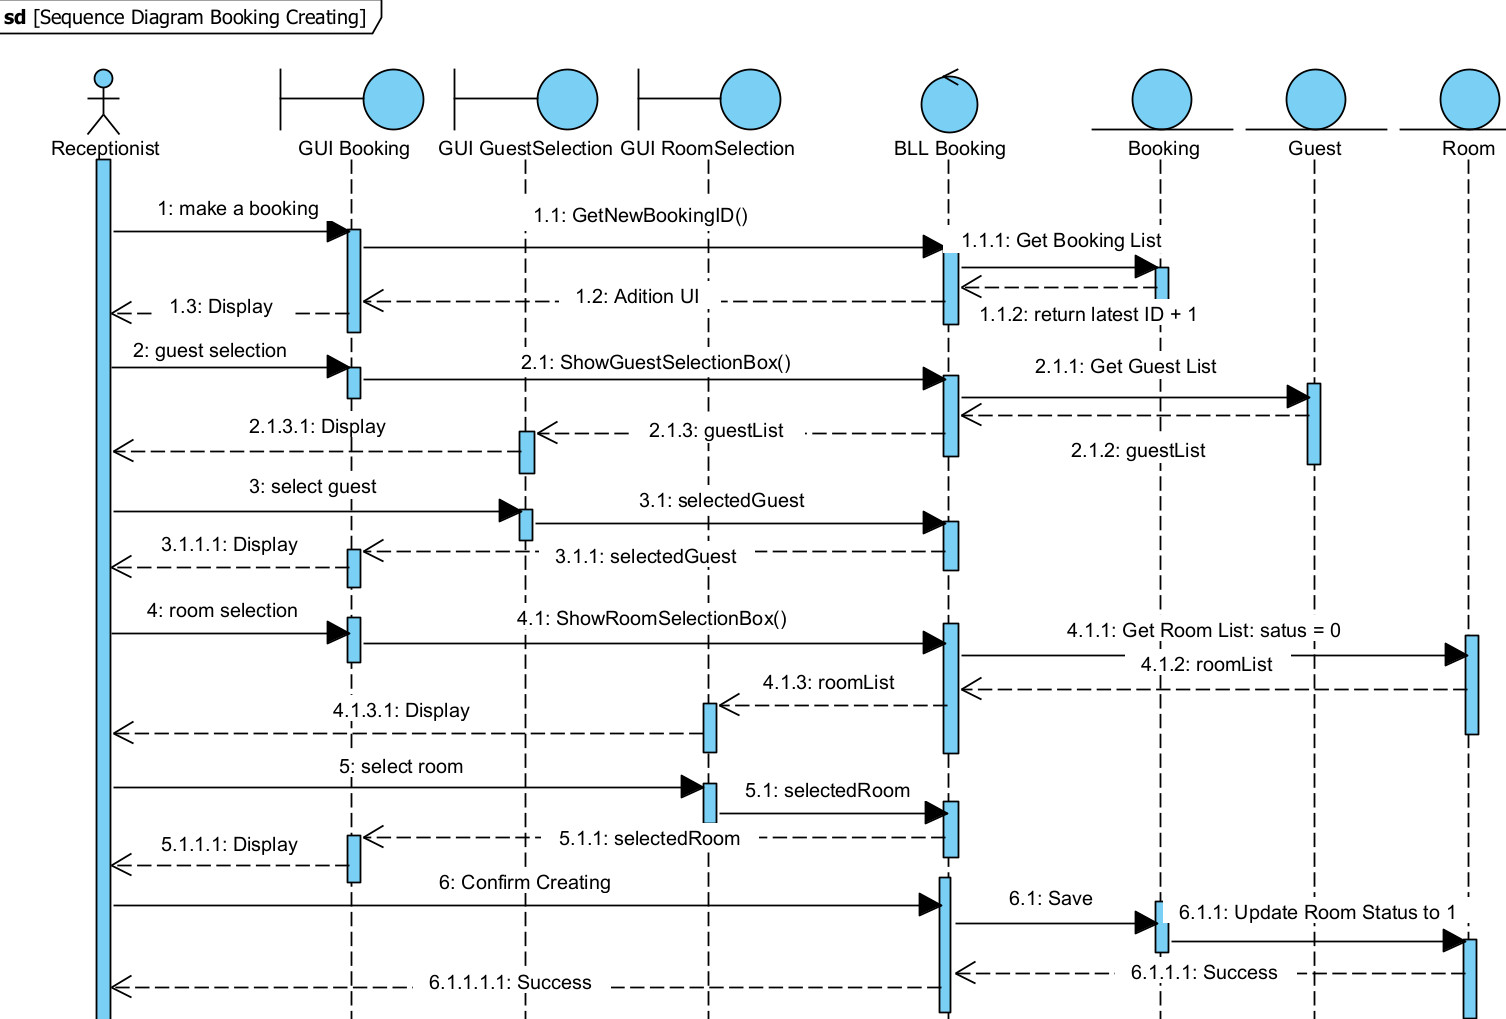 sd [Sequence Diagram Booking Creating]
Receptionist
GUI Booking
GUI GuestSelection
GUI RoomSelection
BLL Booking
Booking
Guest
Room
1: make a booking
1.1: GetNewBookingID()
1.1.1: Get Booking List
1.2: Adition UI
1.3: Display
1.1.2: return latest ID + 1
2: guest selection
2.1: ShowGuestSelectionBox()
2.1.1: Get Guest List
2.1.3.1: Display
2.1.3: guestList
2.1.2: guestList
3: select guest
3.1: selectedGuest
3.1.1.1: Display
3.1.1: selectedGuest
4: room selection
4.1: ShowRoomSelectionBox()
4.1.1: Get Room List: satus = 0
4.1.2: roomList
4.1.3: roomList
4.1.3.1: Display
5: select room
5.1: selectedRoom
5.1.1.1: Display
5.1.1: selectedRoom
6: Confirm Creating
6.1: Save
6.1.1: Update Room Status to 1
6.1.1.1: Success
6.1.1.1.1: Success